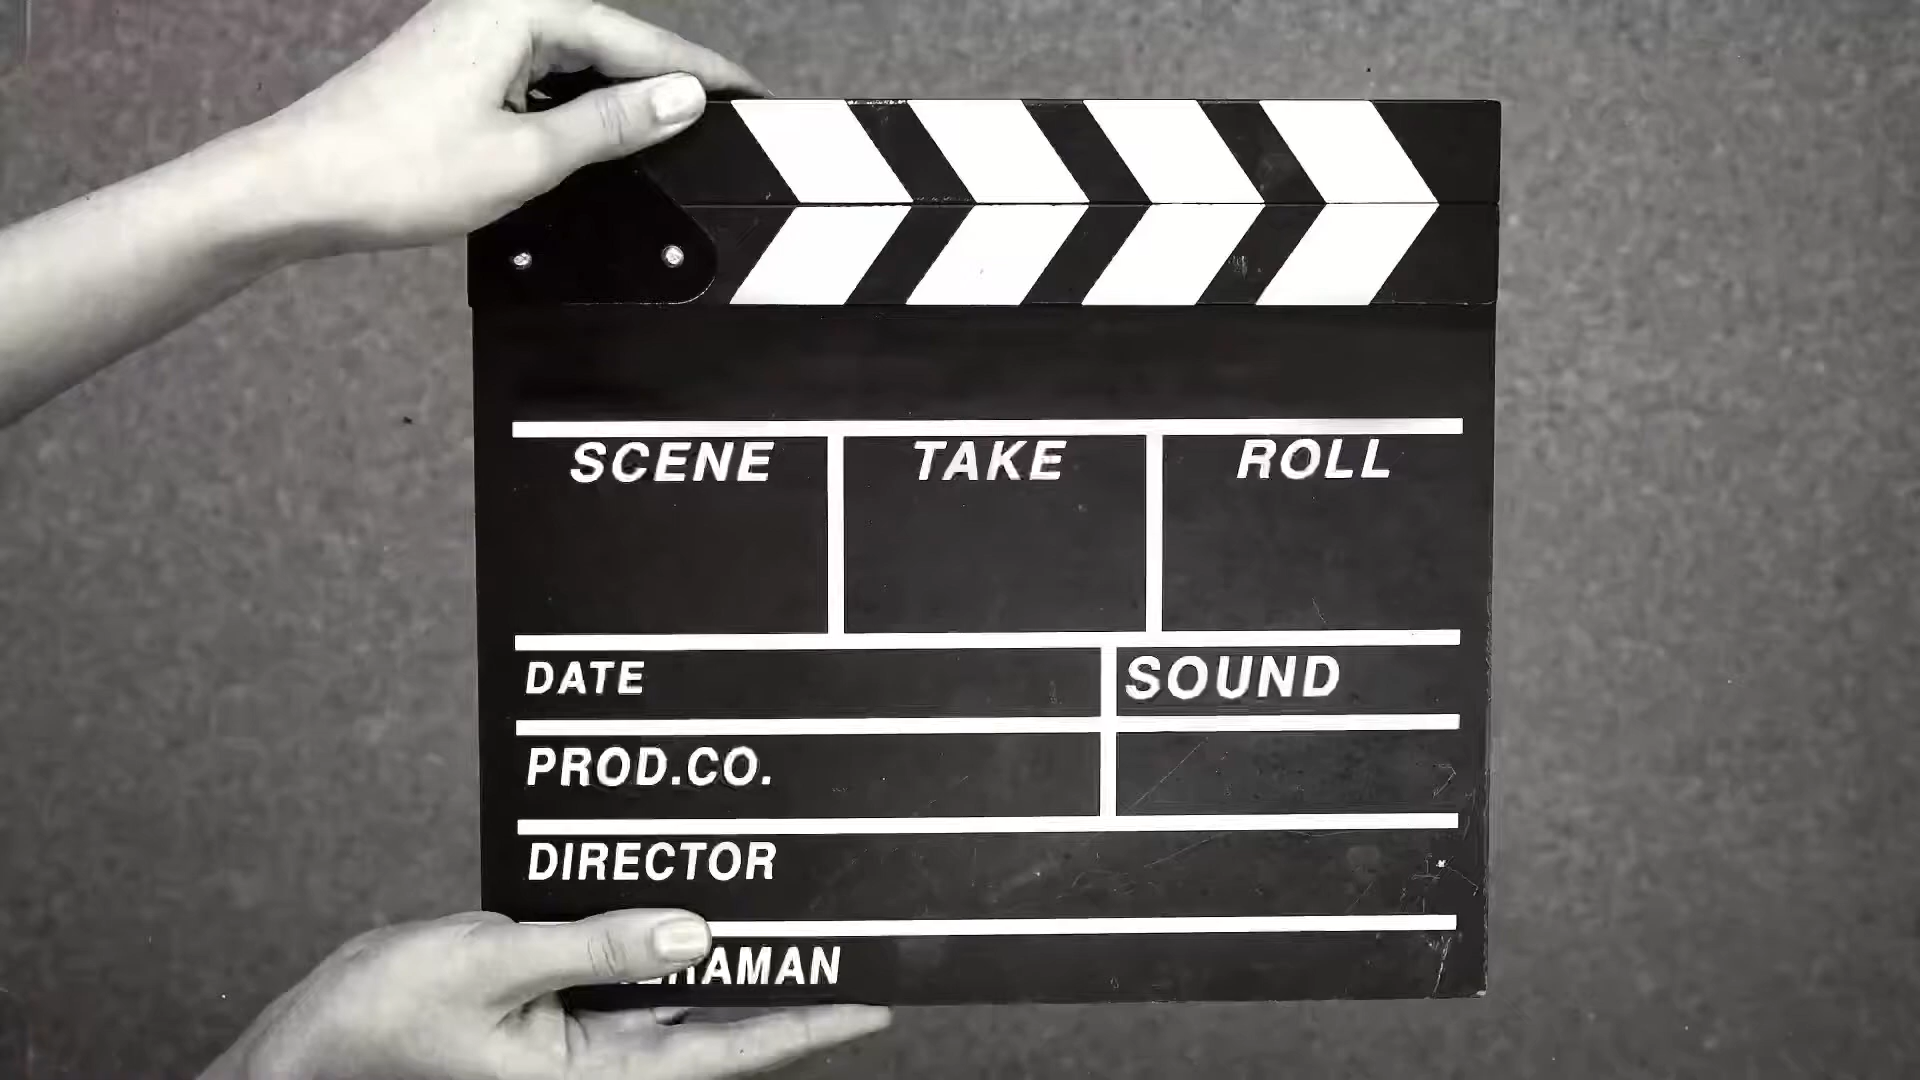 SCENE TAKE ROLL
DATE SOUND
PROD.CO.
DIRECTOR